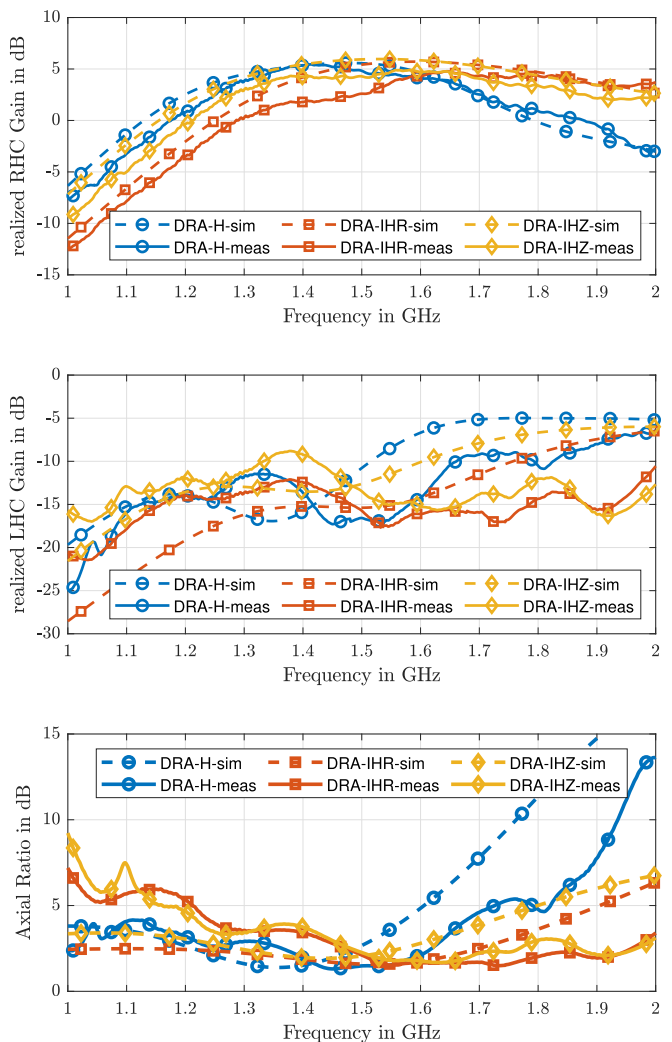 realized RHC Gain in dB
10
5
0
-5
-10
-15
DRA-H-sim DRA-IHR-sim DRA-IHZ-sim
DRA-H-meas DRA-IHR-meas DRA-IHZ-meas
1 1.1 1.2 1.3 1.4 1.5 1.6 1.7 1.8 1.9 2
Frequency in GHz
realized LHC Gain in dB
0
-5
-10
-15
-20
-25
-30
DRA-H-sim DRA-IHR-sim DRA-IHZ-sim
DRA-H-meas DRA-IHR-meas DRA-IHZ-meas
1 1.1 1.2 1.3 1.4 1.5 1.6 1.7 1.8 1.9 2
Frequency in GHz
Axial Ratio in dB
15
10
5
0
DRA-H-sim DRA-IHR-sim DRA-IHZ-sim
DRA-H-meas DRA-IHR-meas DRA-IHZ-meas
1 1.1 1.2 1.3 1.4 1.5 1.6 1.7 1.8 1.9 2
Frequency in GHz